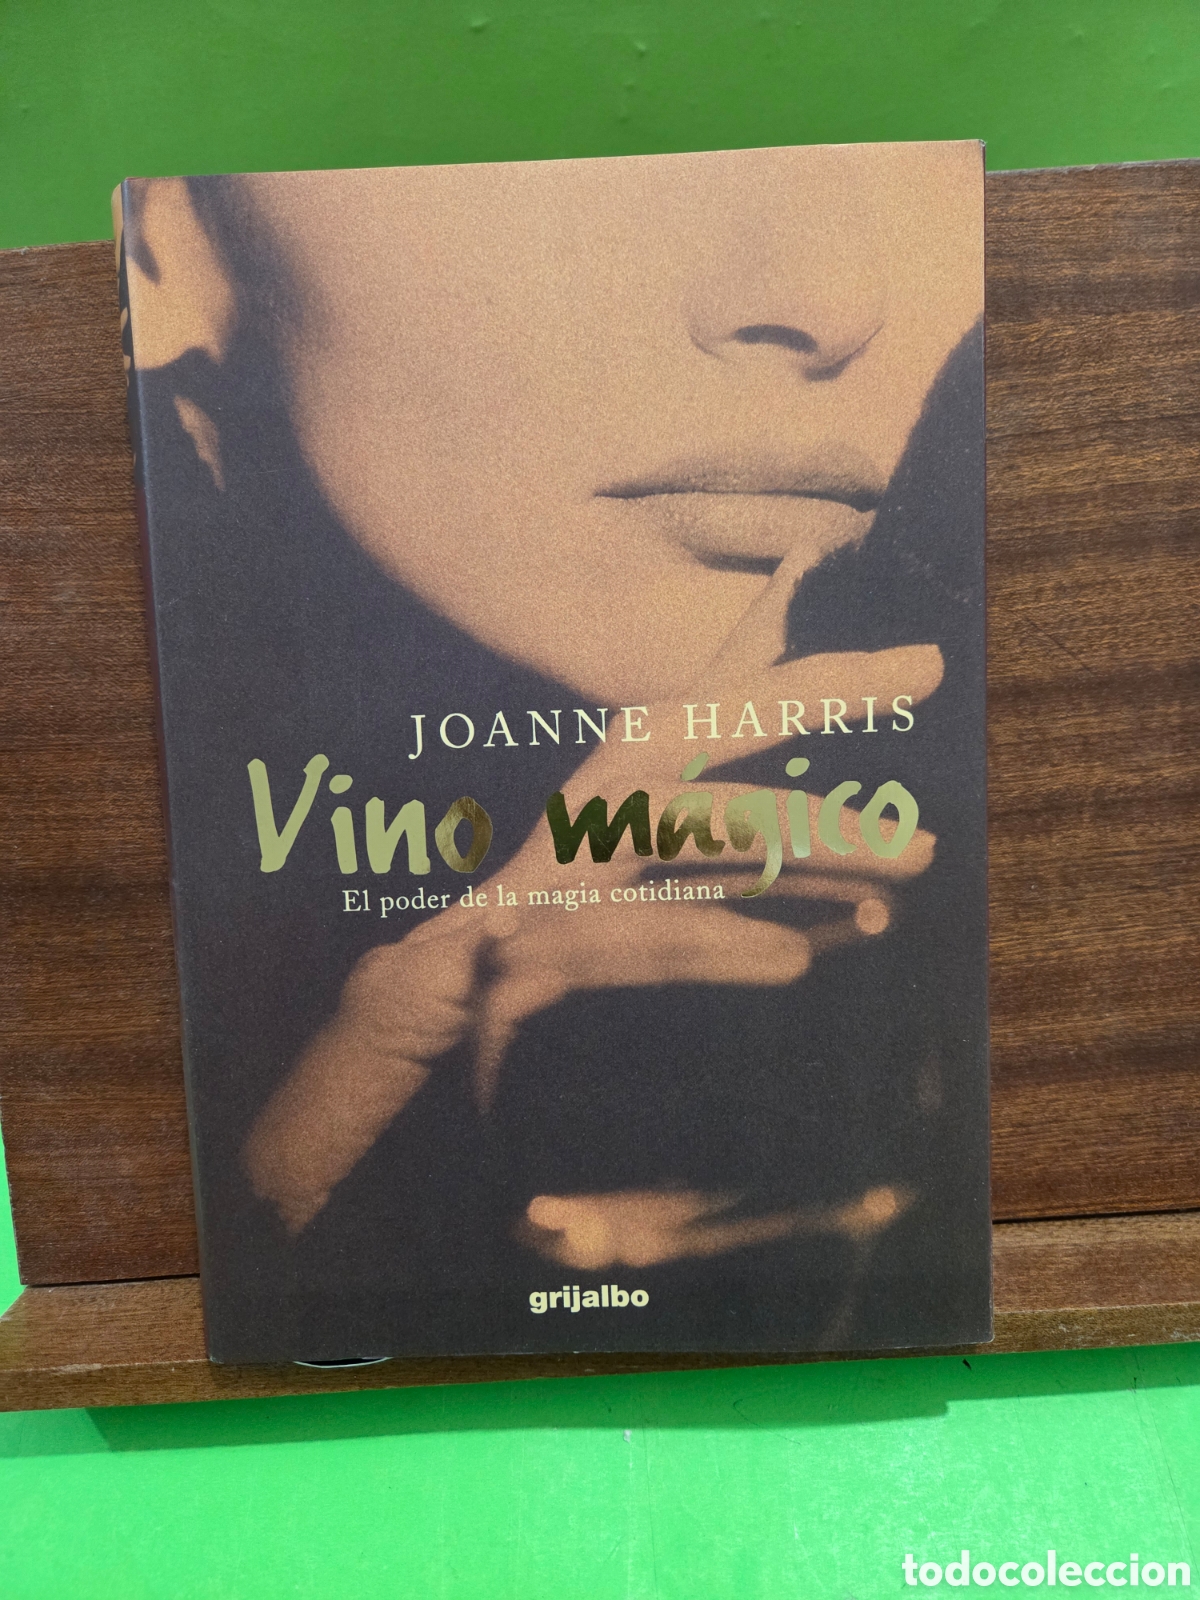 JOANNE HARRIS
Vino mágico
El poder de la magia cotidiana
grijalbo
todocoleccion